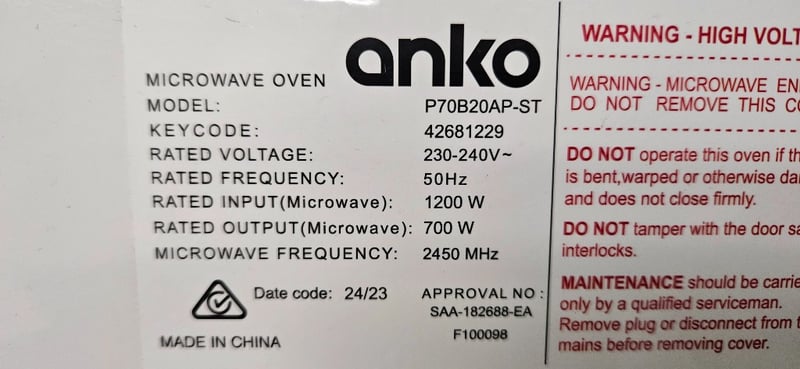 anko
MICROWAVE OVEN
MODEL: P70B20AP-ST
KEYCODE: 42681229
RATED VOLTAGE: 230-240V~
RATED FREQUENCY: 50Hz
RATED INPUT(Microwave): 1200 W
RATED OUTPUT(Microwave): 700 W
MICROWAVE FREQUENCY: 2450 MHz
Date code: 24/23
APPROVAL NO :
SAA-182688-EA
F100098
MADE IN CHINA
WARNING - HIGH
WARNING - MICROWAVE
DO NOT REMOVE THIS
DO NOT operate this oven if
is bent,warped or otherwise
and does not close firmly.
DO NOT tamper with the door
interlocks.
MAINTENANCE should be
only by a qualified serviceman.
Remove plug or disconnect from
mains before removing cover.